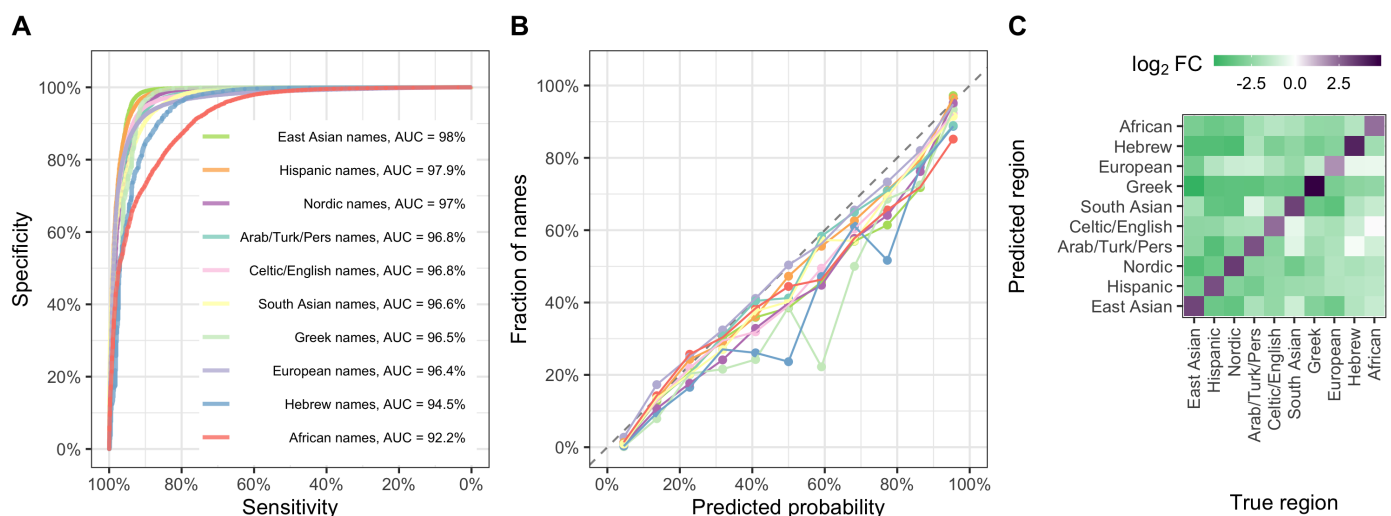 A
Specificity
100%
80%
60%
40%
20%
0%
East Asian names, AUC = 98%
Hispanic names, AUC = 97.9%
Nordic names, AUC = 97%
Arab/Turk/Pers names, AUC = 96.8%
Celtic/English names, AUC = 96.8%
South Asian names, AUC = 96.6%
Greek names, AUC = 96.5%
European names, AUC = 96.4%
Hebrew names, AUC = 94.5%
African names, AUC = 92.2%
100% 80% 60% 40% 20% 0%
Sensitivity
B
Fraction of names
100%
80%
60%
40%
20%
0%
0% 20% 40% 60% 80% 100%
Predicted probability
C
log₂ FC
-2.5 0.0 2.5
Predicted region
African
Hebrew
European
Greek
South Asian
Celtic/English
Arab/Turk/Pers
Nordic
Hispanic
East Asian
East Asian
Hispanic
Nordic
Arab/Turk/Pers
Celtic/English
South Asian
Greek
European
Hebrew
African
True region